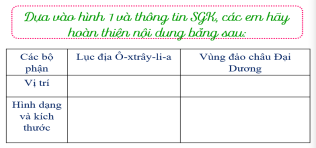 Dựa vào hình 1 và thông tin SGK, các em hãy
hoàn thiện nội dung bảng sau:
Các bộ phận
Lục địa Ô-xtrây-li-a
Vùng đảo châu Đại Dương
Vị trí
Hình dạng và kích thước